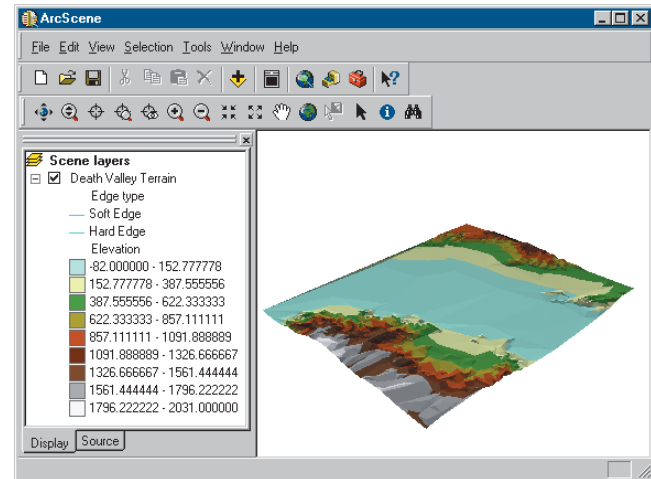 ArcScene
File Edit View Selection Tools Window Help
Scene layers
Death Valley Terrain
Edge type
Soft Edge
Hard Edge
Elevation
-82.000000 - 152.777778
152.777778 - 387.555556
387.555556 - 622.333333
622.333333 - 857.111111
857.111111 - 1091.888889
1091.888889 - 1326.666667
1326.666667 - 1561.444444
1561.444444 - 1796.222222
1796.222222 - 2031.000000
Display Source